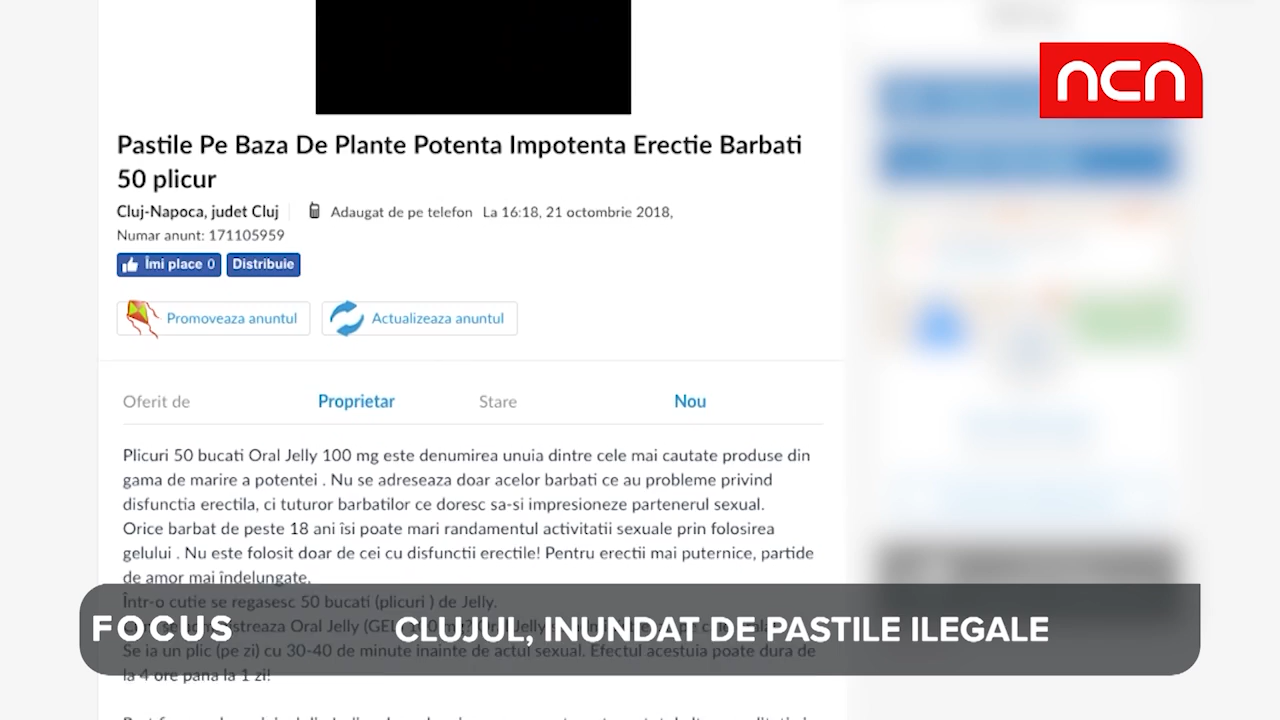 ncn
Pastile Pe Baza De Plante Potenta Impotenta Erectie Barbati
50 plicur
Cluj-Napoca, judet Cluj Adaugat de pe telefon La 16:18, 21 octombrie 2018,
Numar anunt: 171105959
Îmi place 0 Distribuie
Promoveaza anuntul Actualizeaza anuntul
Oferit de Proprietar Stare Nou
Plicuri 50 bucati Oral Jelly 100 mg este denumirea unuia dintre cele mai cautate produse din
gama de marire a potentei . Nu se adreseaza doar acelor barbati ce au probleme privind
disfunctia erectila, ci tuturor barbatilor ce doresc sa-si impresioneze partenerul sexual.
Orice barbat de peste 18 ani îsi poate mari randamentul activitatii sexuale prin folosirea
gelului . Nu este folosit doar de cei cu disfunctii erectile! Pentru erectii mai puternice, partide
de amor mai îndelungate.
Într-o cutie se regasesc 50 bucati (plicuri ) de Jelly.
Oral Jelly
FOCUS CLUJUL, INUNDAT DE PASTILE ILEGALE
Se ia un plic (pe zi) cu 30-40 de minute inainte de actul sexual. Efectul acestuia poate dura de
la 4 ore pana la 1 zi!